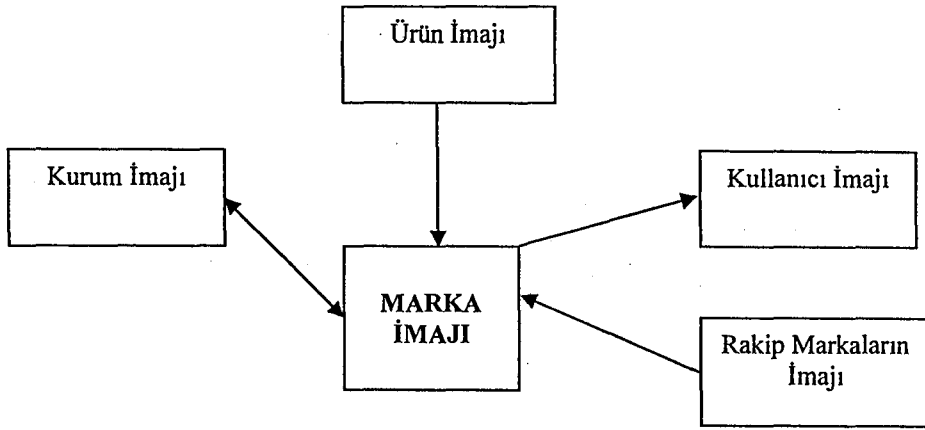 Ürün İmajı
Kurum İmajı
Kullanıcı İmajı
MARKA
İMAJI
Rakip Markaların
İmajı